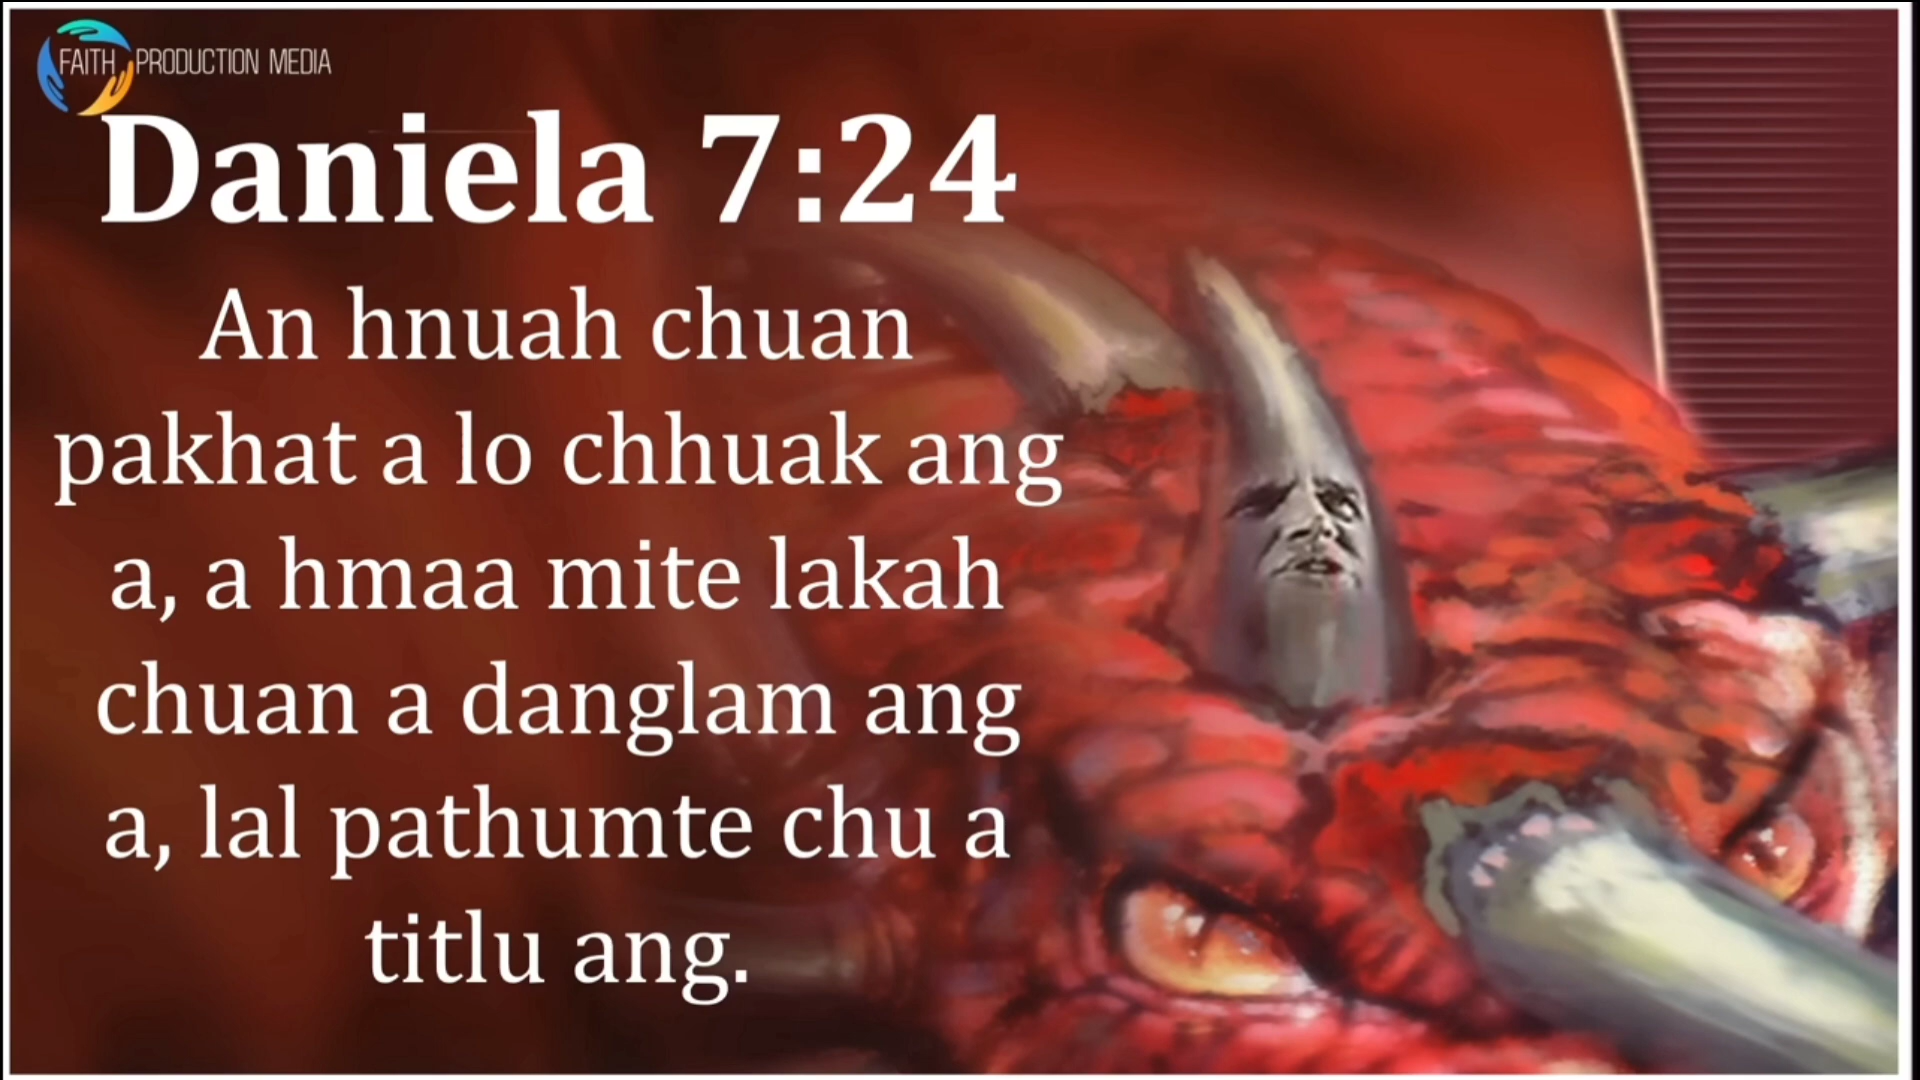 FAITH PRODUCTION MEDIA
Daniela 7:24
An hnuah chuan
pakhat a lo chhuak ang
a, a hmaa mite lakah
chuan a danglam ang
a, lal pathumte chu a
titlu ang.